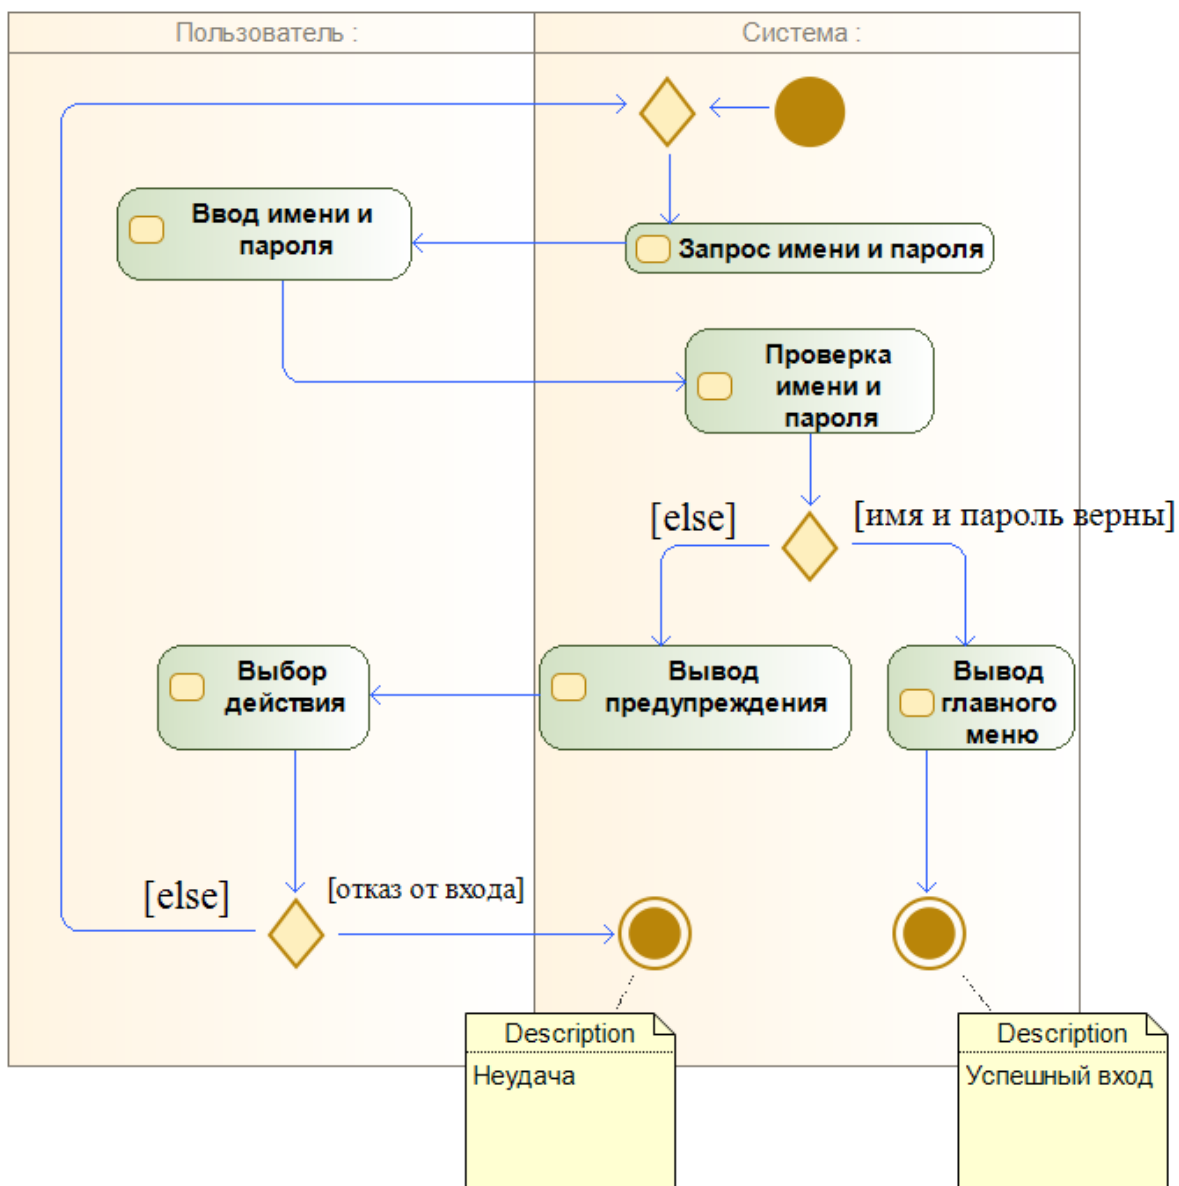 Пользователь :
Система :
Ввод имени и
пароля
Запрос имени и пароля
Проверка
имени и
пароля
[else]
[имя и пароль верны]
Выбор
действия
Вывод
предупреждения
Вывод
главного
меню
[else]
[отказ от входа]
Description
Неудача
Description
Успешный вход